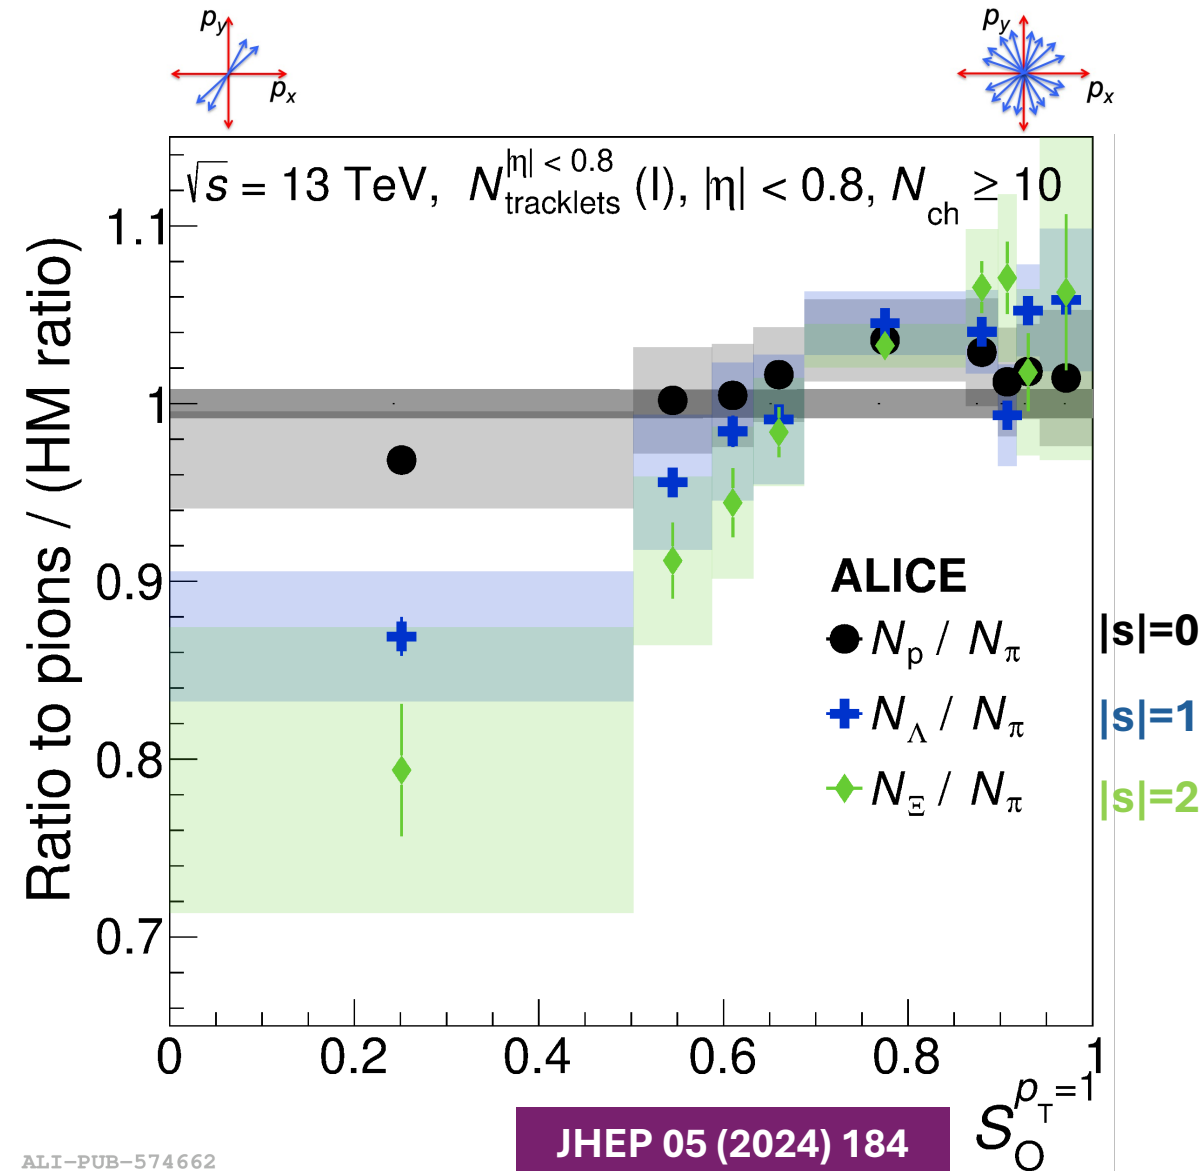 p_y
p_x
p_y
p_x
√s = 13 TeV, N_tracklets^|η| < 0.8 (I), |η| < 0.8, N_ch ≥ 10
Ratio to pions / (HM ratio)
1.1
1
0.9
0.8
0.7
ALICE
N_p / N_π |s|=0
N_Λ / N_π |s|=1
N_Ξ / N_π |s|=2
0 0.2 0.4 0.6 0.8 1
S_O^p_T=1
JHEP 05 (2024) 184
ALI-PUB-574662